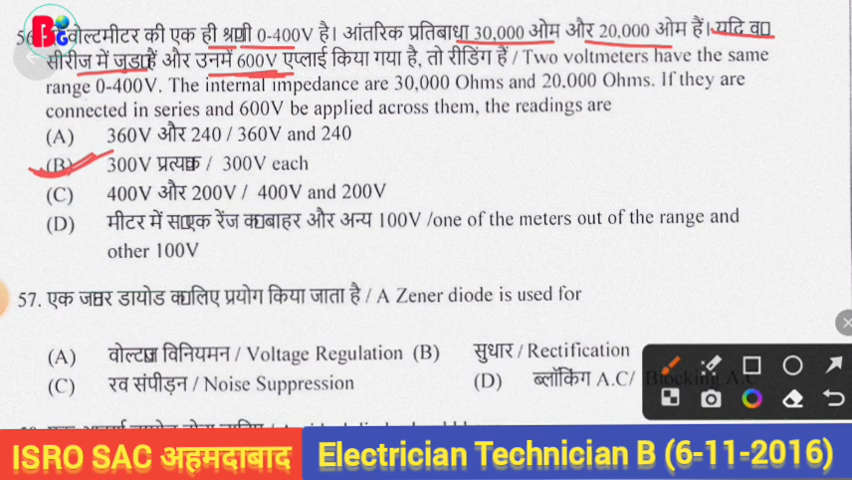 56. वोल्टमीटर की एक ही श्रेणी 0-400V है। आंतरिक प्रतिबाधा 30,000 ओम और 20,000 ओम हैं। यदि वे
सीरीज में जुडा हैं और उनमें 600V एप्लाई किया गया है, तो रीडिंग हैं / Two voltmeters have the same
range 0-400V. The internal impedance are 30,000 Ohms and 20.000 Ohms. If they are
connected in series and 600V be applied across them, the readings are
(A) 360V और 240 / 360V and 240
(B) 300V प्रत्येक / 300V each
(C) 400V और 200V / 400V and 200V
(D) मीटर में से एक रेंज के बाहर और अन्य 100V /one of the meters out of the range and
other 100V
57. एक जेनर डायोड के लिए प्रयोग किया जाता है / A Zener diode is used for
(A) वोल्टेज विनियमन / Voltage Regulation (B) सुधार / Rectification
(C) रव संपीड़न / Noise Suppression (D) ब्लॉकिंग A.C/ Blocking A.C
ISRO SAC अहमदाबाद Electrician Technician B (6-11-2016)